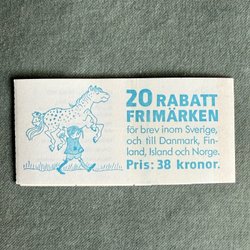 20 RABATT
FRIMÄRKEN
för brev inom Sverige,
och till Danmark, Fin-
land, Island och Norge.
Pris: 38 kronor.